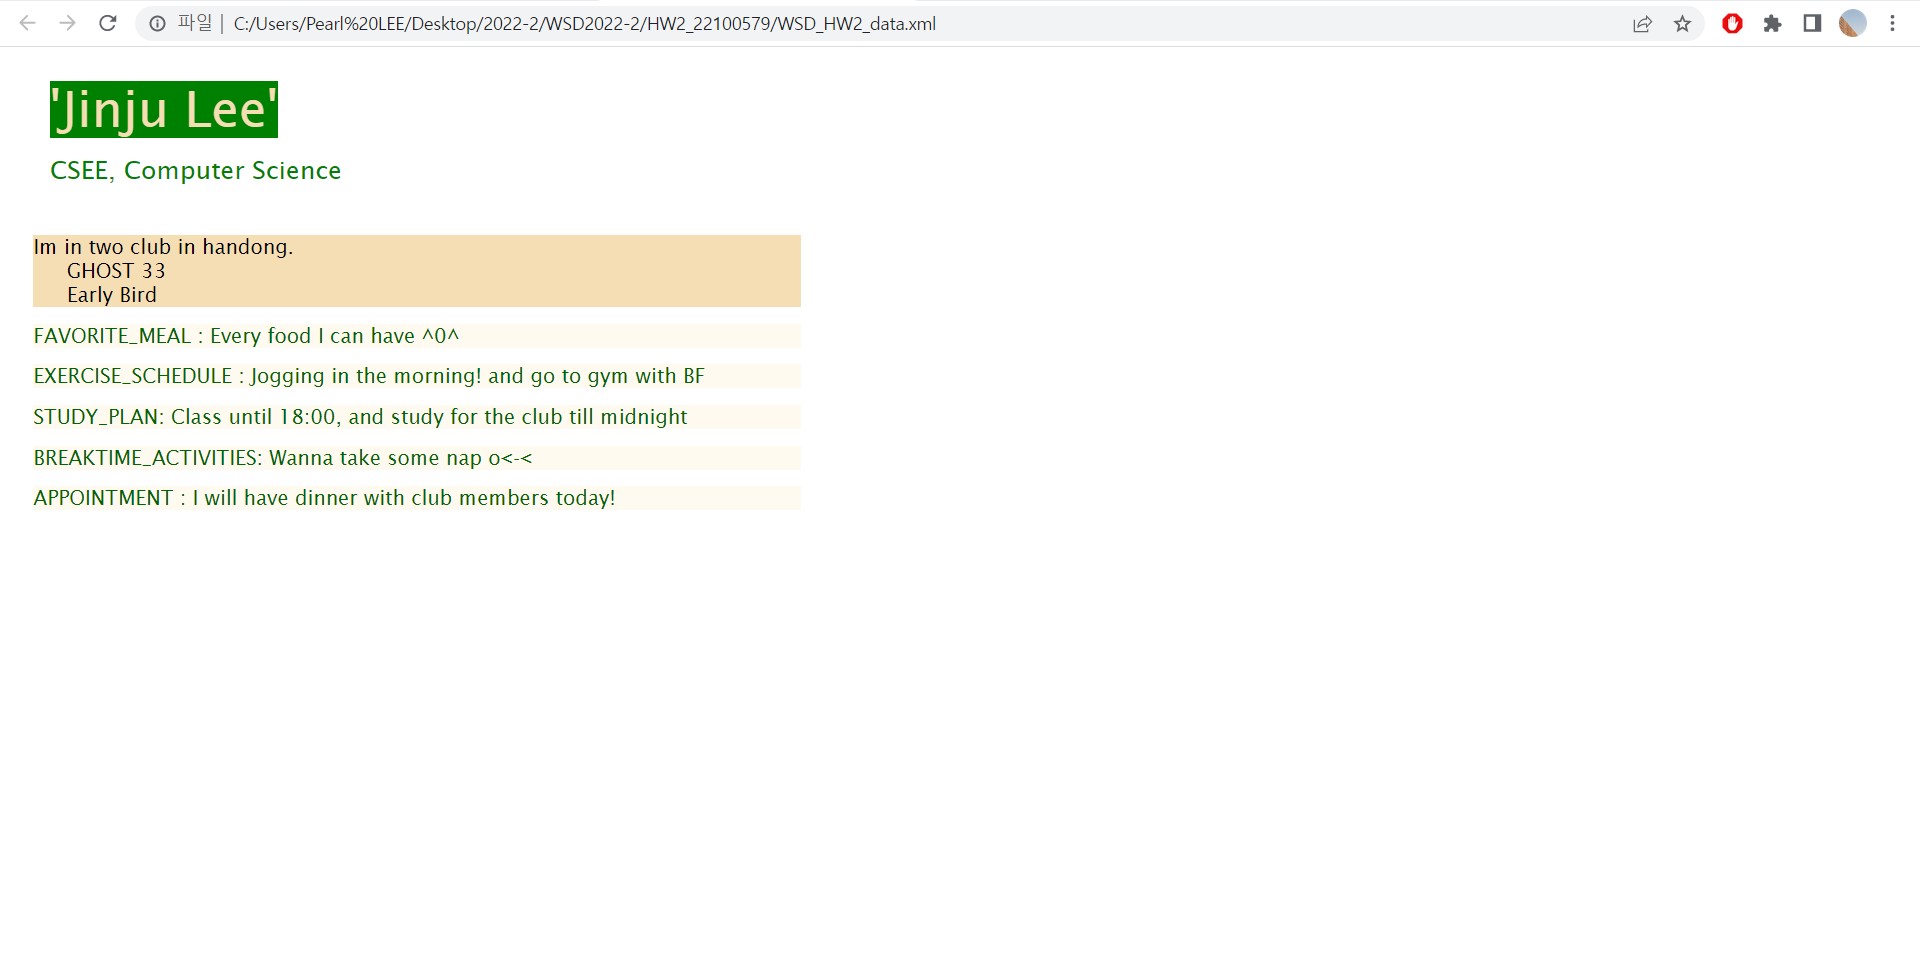 파일 | C:/Users/Pearl%20LEE/Desktop/2022-2/WSD2022-2/HW2_22100579/WSD_HW2_data.xml
'Jinju Lee'
CSEE, Computer Science
Im in two club in handong.
GHOST 33
Early Bird
FAVORITE_MEAL : Every food I can have ^0^
EXERCISE_SCHEDULE : Jogging in the morning! and go to gym with BF
STUDY_PLAN: Class until 18:00, and study for the club till midnight
BREAKTIME_ACTIVITIES: Wanna take some nap o<-<
APPOINTMENT : I will have dinner with club members today!